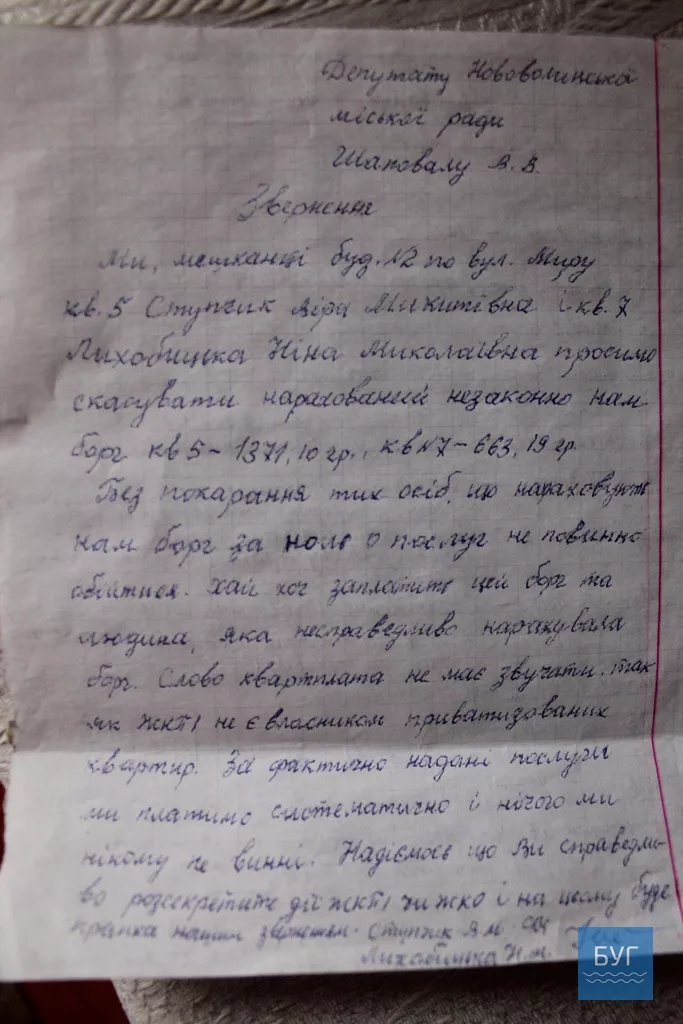 Депутату Нововолинської
міської ради
Шаповалу В.В.
Звернення
Ми, мешканці буд. №2 по вул. Миру
кв. 5 Ступчик Віра Микитівна і кв. 7
Лихобицька Ніна Миколаївна просимо
скасувати нарахований незаконно нам
борг кв 5 - 1371,10 гр., кв №7 - 663,19 гр.
Без покарання тих осіб, що нараховують
нам борг за ноль 0 послуг не повинно
обійтися. Хай хоч заплатить цей борг та
людина, яка несправедливо нарахувала
борг. Слово квартплата не має звучати. так
як ЖКП1 не є власником приватизованих
квартир. За фактично надані послуги
ми платимо систематично і нічого ми
нікому не винні. Надіємось що Ви справедли-
во розсекретите дії ЖКП1 чи ЖКО і на цьому буде
крапка нашим зверненням. Ступчик В.М.
Лихобицька Н.М.
БУГ